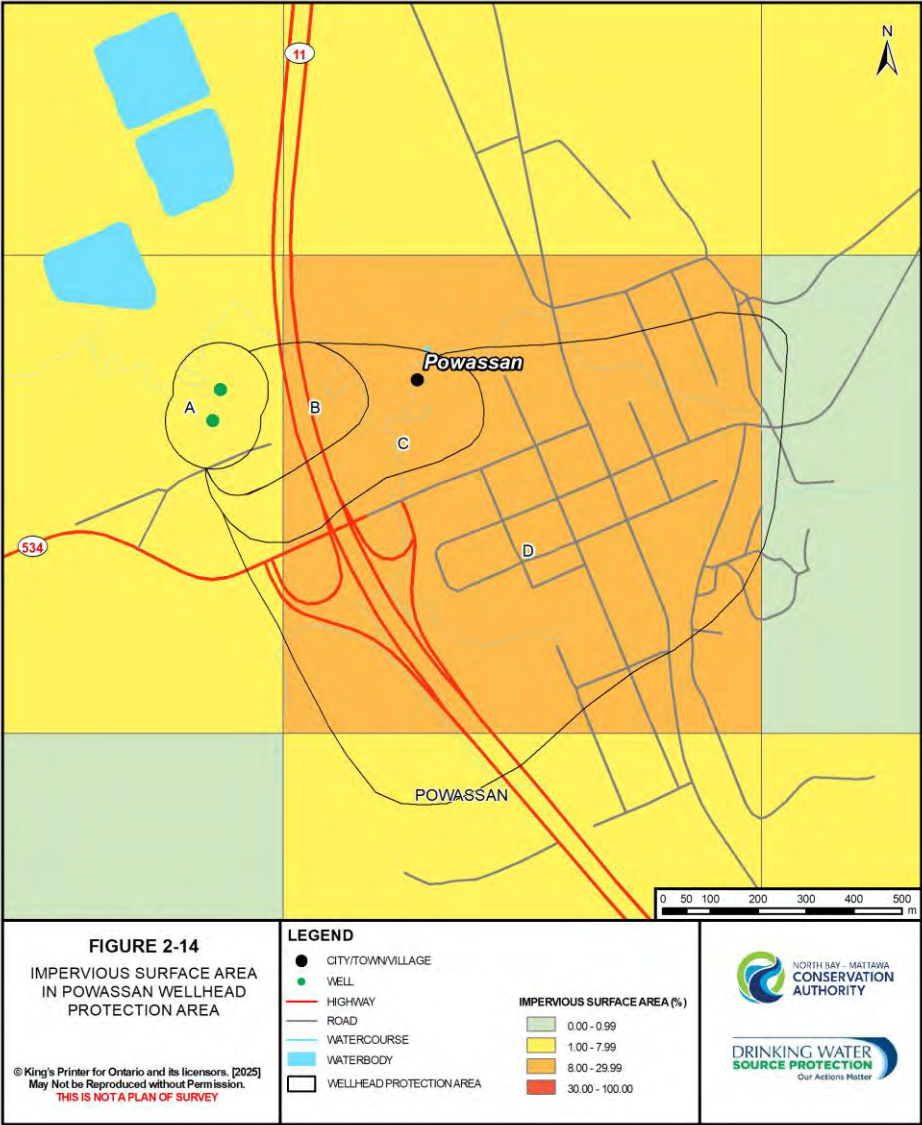 11
N
Powassan
A
B
C
534
D
POWASSAN
0 50 100 200 300 400 500
m
FIGURE 2-14
IMPERVIOUS SURFACE AREA
IN POWASSAN WELLHEAD
PROTECTION AREA
© King's Printer for Ontario and its licensors. [2025]
May Not be Reproduced without Permission.
THIS IS NOT A PLAN OF SURVEY
LEGEND
CITY/TOWN/VILLAGE
WELL
HIGHWAY
ROAD
WATERCOURSE
WATERBODY
WELLHEAD PROTECTION AREA
IMPERVIOUS SURFACE AREA (%)
0.00 - 0.99
1.00 - 7.99
8.00 - 29.99
30.00 - 100.00
NORTH BAY - MATTAWA
CONSERVATION
AUTHORITY
DRINKING WATER
SOURCE PROTECTION
Our Actions Matter